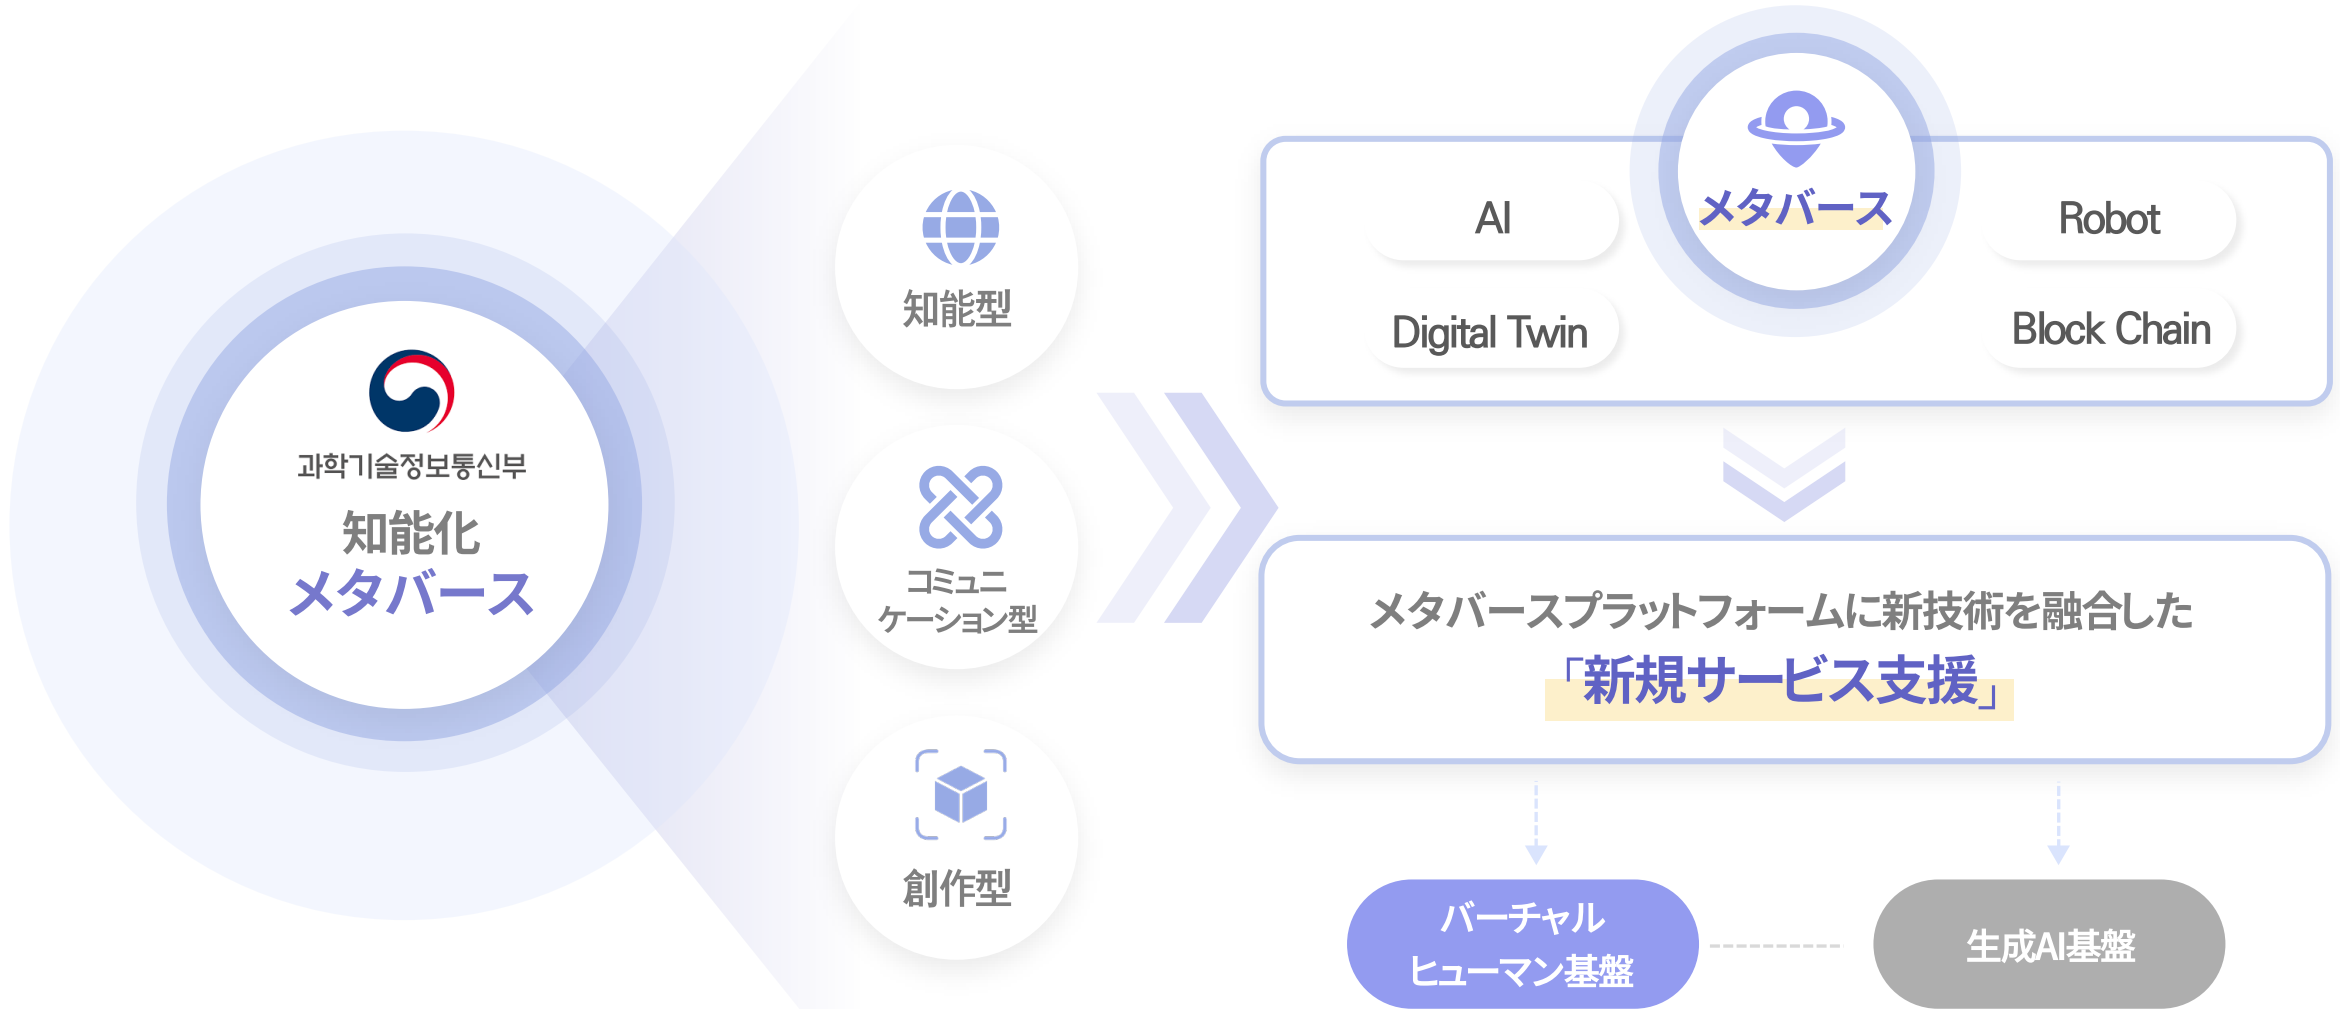 과학기술정보통신부
知能化
メタバース
知能型
コミュニ
ケーション型
創作型
メタバース
AI
Robot
Digital Twin
Block Chain
メタバースプラットフォームに新技術を融合した
「新規サービス支援」
バーチャル
ヒューマン基盤
生成AI基盤